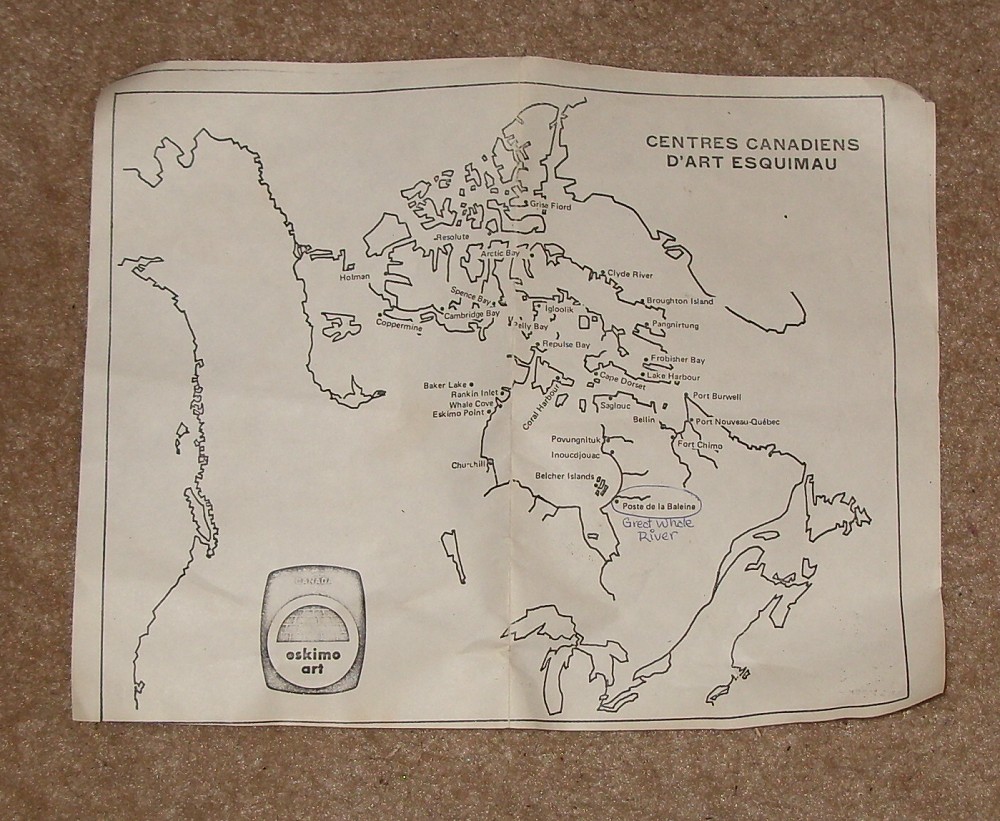 CENTRES CANADIENS
D'ART ESQUIMAU
Grise Fiord
Resolute
Arctic Bay
Holman
Clyde River
Spence Bay
Broughton Island
Igloolik
Cambridge Bay
Coppermine
Pelly Bay
Pangnirtung
Repulse Bay
Frobisher Bay
Lake Harbour
Cape Dorset
Baker Lake
Rankin Inlet
Whale Cove
Eskimo Point
Coral Harbour
Port Burwell
Saglouc
Bellin
Port Nouveau-Québec
Povungnituk
Fort Chimo
Inoucdjouac
Churchill
Belcher Islands
Poste de la Baleine
Great Whale
River
CANADA
eskimo
art